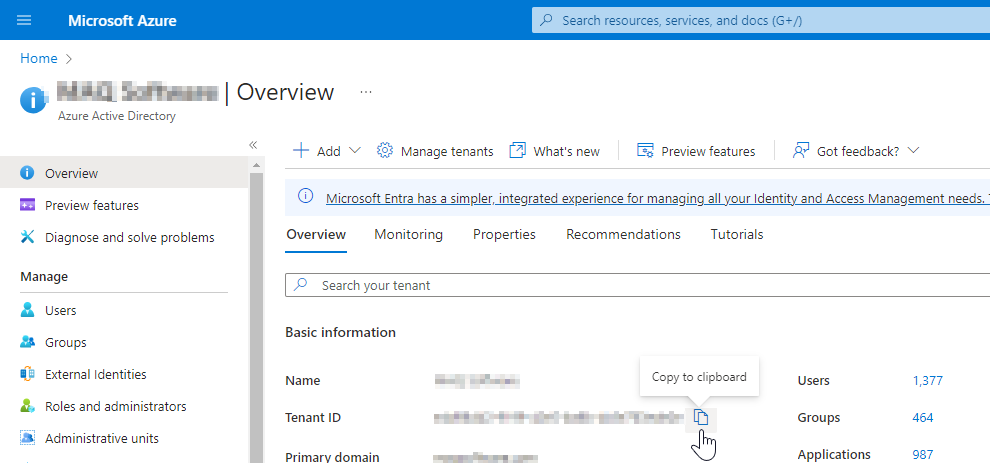 Microsoft Azure
Search resources, services, and docs (G+/)
Home
| Overview ...
Azure Active Directory
Add
Manage tenants
What's new
Preview features
Got feedback?
Microsoft Entra has a simpler, integrated experience for managing all your Identity and Access Management needs.
Overview
Monitoring
Properties
Recommendations
Tutorials
Search your tenant
Basic information
Name
Tenant ID
Primary domain
Copy to clipboard
Users 1,377
Groups 464
Applications 987
Overview
Preview features
Diagnose and solve problems
Manage
Users
Groups
External Identities
Roles and administrators
Administrative units